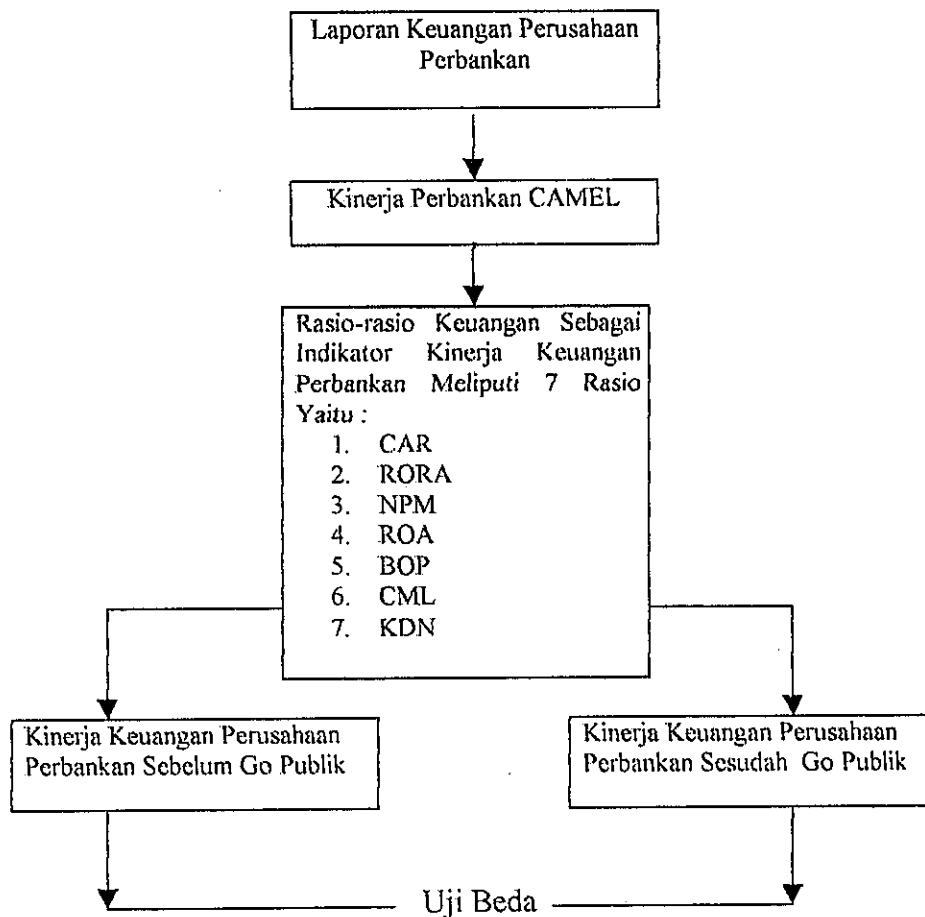 Laporan Keuangan Perusahaan
Perbankan
Kinerja Perbankan CAMEL
Rasio-rasio Keuangan Sebagai
Indikator Kinerja Keuangan
Perbankan Meliputi 7 Rasio
Yaitu :
1. CAR
2. RORA
3. NPM
4. ROA
5. BOP
6. CML
7. KDN
Kinerja Keuangan Perusahaan
Perbankan Sebelum Go Publik
Kinerja Keuangan Perusahaan
Perbankan Sesudah Go Publik
Uji Beda